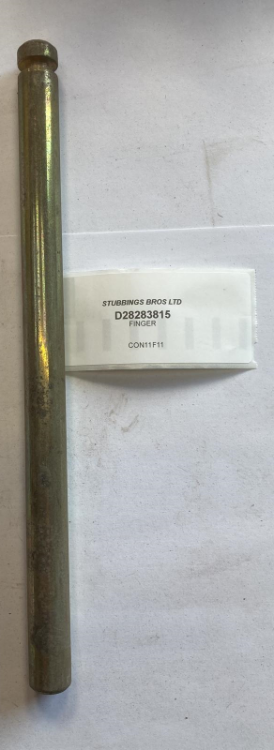 STUBBINGS BROS LTD
D28283815
FINGER
CON11F11